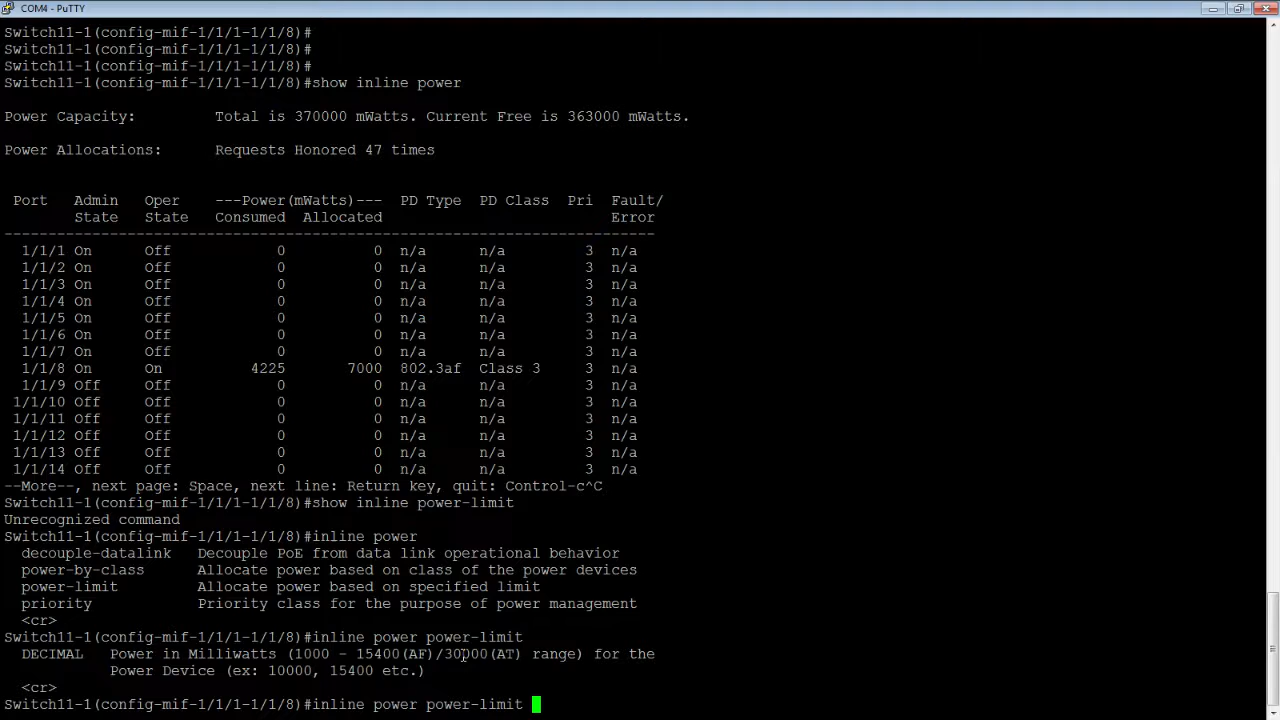 COM4 - PuTTY
Switch11-1(config-mif-1/1/1-1/1/8)#
Switch11-1(config-mif-1/1/1-1/1/8)#
Switch11-1(config-mif-1/1/1-1/1/8)#
Switch11-1(config-mif-1/1/1-1/1/8)#show inline power
Power Capacity:         Total is 370000 mWatts. Current Free is 363000 mWatts.
Power Allocations:      Requests Honored 47 times
Port   Admin   Oper    ---Power(mWatts)---  PD Type  PD Class  Pri  Fault/
State   State   Consumed  Allocated                          Error
--------------------------------------------------------------------------
1/1/1 On      Off            0          0  n/a      n/a         3  n/a
1/1/2 On      Off            0          0  n/a      n/a         3  n/a
1/1/3 On      Off            0          0  n/a      n/a         3  n/a
1/1/4 On      Off            0          0  n/a      n/a         3  n/a
1/1/5 On      Off            0          0  n/a      n/a         3  n/a
1/1/6 On      Off            0          0  n/a      n/a         3  n/a
1/1/7 On      Off            0          0  n/a      n/a         3  n/a
1/1/8 On      On          4225       7000  802.3af  Class 3     3  n/a
1/1/9 Off     Off            0          0  n/a      n/a         3  n/a
1/1/10 Off     Off            0          0  n/a      n/a         3  n/a
1/1/11 Off     Off            0          0  n/a      n/a         3  n/a
1/1/12 Off     Off            0          0  n/a      n/a         3  n/a
1/1/13 Off     Off            0          0  n/a      n/a         3  n/a
1/1/14 Off     Off            0          0  n/a      n/a         3  n/a
--More--, next page: Space, next line: Return key, quit: Control-c^C
Switch11-1(config-mif-1/1/1-1/1/8)#show inline power-limit
Unrecognized command
Switch11-1(config-mif-1/1/1-1/1/8)#inline power
decouple-datalink   Decouple PoE from data link operational behavior
power-by-class      Allocate power based on class of the power devices
power-limit         Allocate power based on specified limit
priority            Priority class for the purpose of power management
<cr>
Switch11-1(config-mif-1/1/1-1/1/8)#inline power power-limit
DECIMAL   Power in Milliwatts (1000 - 15400(AF)/30000(AT) range) for the
Power Device (ex: 10000, 15400 etc.)
<cr>
Switch11-1(config-mif-1/1/1-1/1/8)#inline power power-limit